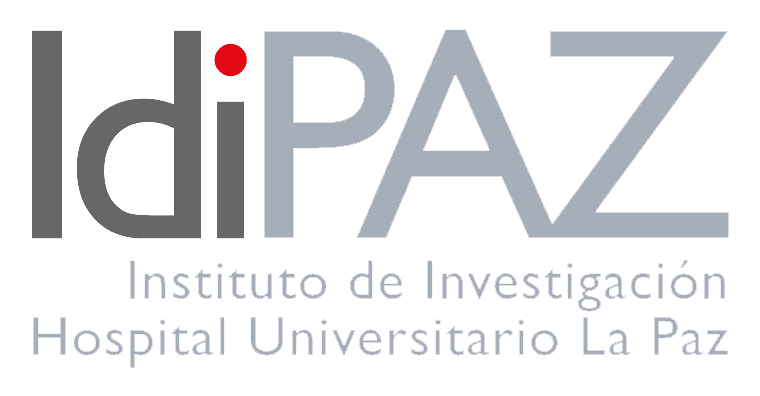 IdiPAZ
Instituto de Investigación
Hospital Universitario La Paz